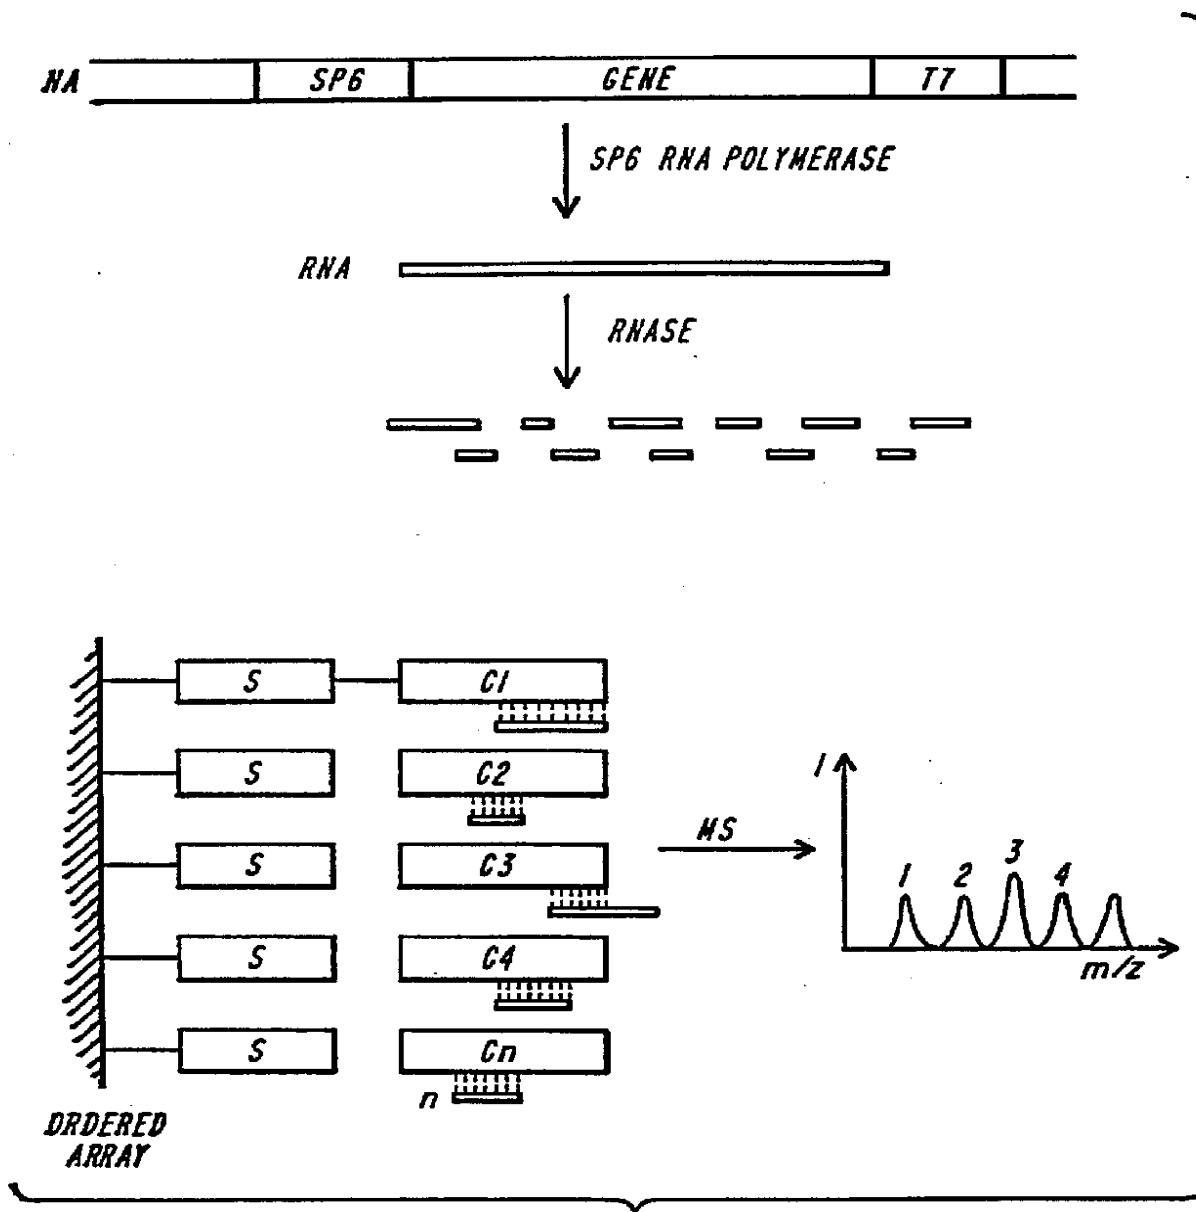 NA SP6 GENE T7
SP6 RNA POLYMERASE
RNA
RNASE
S C1
S C2
S C3
S C4
S Cn
n
MS
I
1 2 3 4
m/z
ORDERED
ARRAY